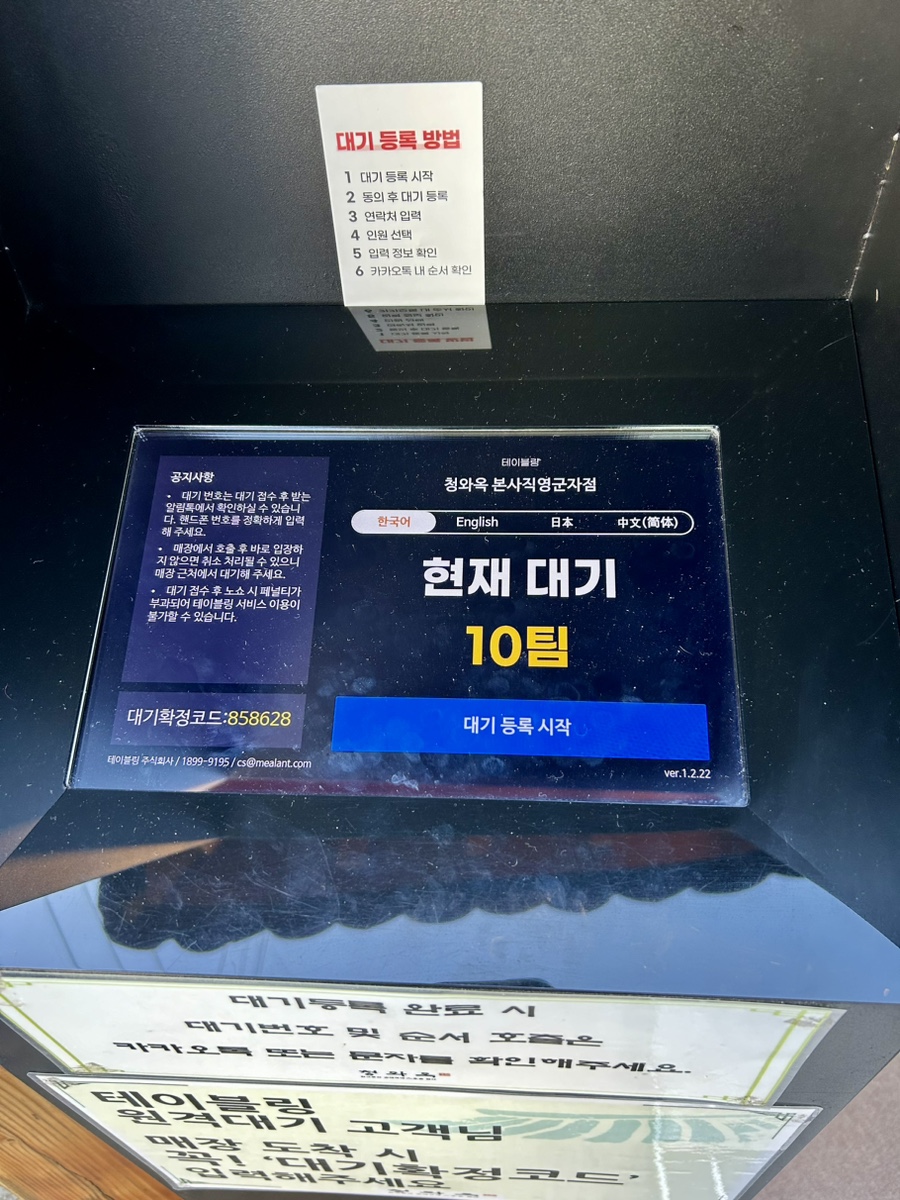 대기 등록 방법
1 대기 등록 시작
2 동의 후 대기 등록
3 연락처 입력
4 인원 선택
5 입력 정보 확인
6 카카오톡 내 순서 확인
공지사항
• 대기 번호는 대기 접수 후 받는
알림톡에서 확인하실 수 있습니
다. 핸드폰 번호를 정확하게 입력
해 주세요.
• 매장에서 호출 후 바로 입장하
지 않으면 취소 처리될 수 있으니
매장 근처에서 대기해 주세요.
• 대기 접수 후 노쇼 시 페널티가
부과되어 테이블링 서비스 이용이
불가할 수 있습니다.
대기확정코드:858628
테이블링 주식회사 / 1899-9195 / cs@mealant.com
테이블링
청와옥 본사직영군자점
한국어 English 日本 中文(简体)
현재 대기
10팀
대기 등록 시작
ver.1.2.22
대기등록 완료 시
대기번호 및 순서 호출은
카카오톡 또는 문자를 확인해주세요.
청와옥
테이블링
원격대기 고객님
매장 도착 시
꼭! '대기확정코드'
입력해주세요
청와옥